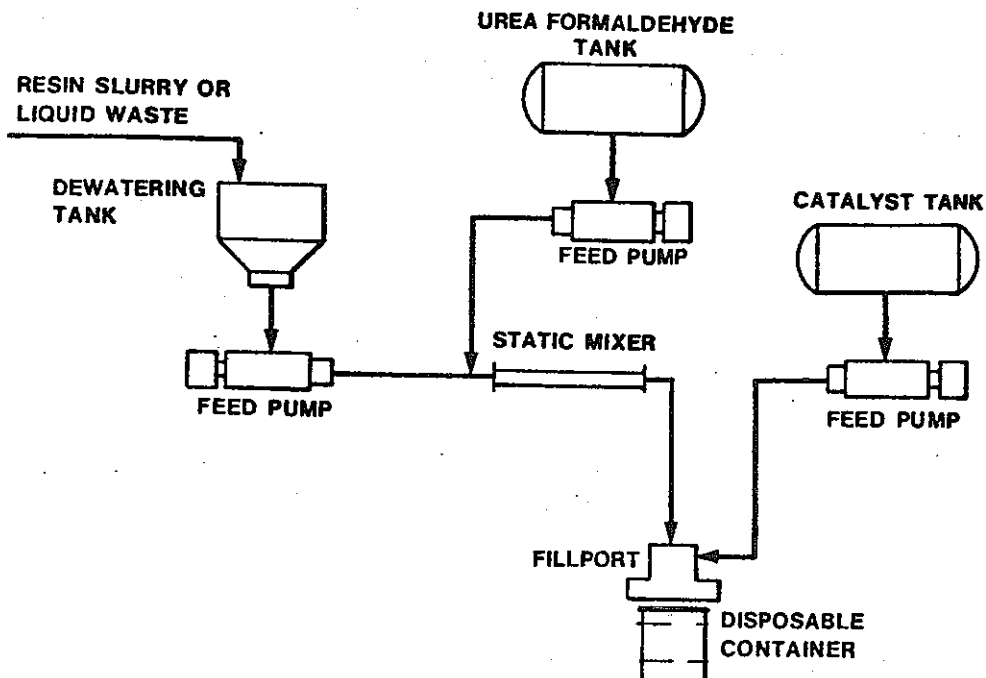 UREA FORMALDEHYDE
TANK
RESIN SLURRY OR
LIQUID WASTE
DEWATERING
TANK
CATALYST TANK
FEED PUMP
STATIC MIXER
FEED PUMP
FEED PUMP
FILLPORT
DISPOSABLE
CONTAINER